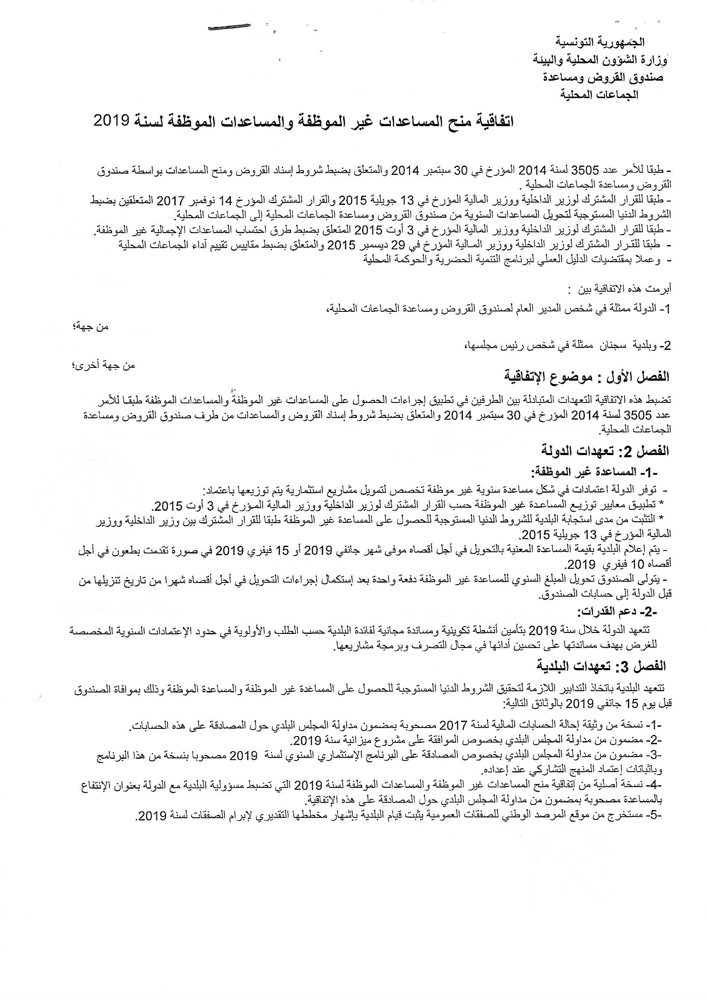 الجمهورية التونسية
وزارة الشؤون المحلية والبيئة
صندوق القروض ومساعدة
الجماعات المحلية
اتفاقية منح المساعدات غير الموظفة والمساعدات الموظفة لسنة 2019
- طبقا للأمر عدد 3505 لسنة 2014 المؤرخ في 30 سبتمبر 2014 والمتعلق بضبط شروط إسناد القروض ومنح المساعدات بواسطة صندوق
القروض ومساعدة الجماعات المحلية .
- طبقا للقرار المشترك لوزير الداخلية ووزير المالية المؤرخ في 13 جويلية 2015 والقرار المشترك المؤرخ 14 نوفمبر 2017 المتعلقين بضبط
الشروط الدنيا المستوجبة لتحويل المساعدات السنوية من صندوق القروض ومساعدة الجماعات المحلية إلى الجماعات المحلية.
- طبقا للقرار المشترك لوزير الداخلية ووزير المالية المؤرخ في 3 أوت 2015 المتعلق بضبط طرق احتساب المساعدات الإجمالية غير الموظفة.
- طبقا للقرار المشترك لوزير الداخلية ووزير المالية المؤرخ في 29 ديسمبر 2015 والمتعلق بضبط مقاييس تقييم آداء الجماعات المحلية
- وعملا بمقتضيات الدليل العملي لبرنامج التنمية الحضرية والحوكمة المحلية
أبرمت هذه الاتفاقية بين :
1- الدولة ممثلة في شخص المدير العام لصندوق القروض ومساعدة الجماعات المحلية،
من جهة؛
2- وبلدية سجنان ممثلة في شخص رئيس مجلسها،
من جهة أخرى؛
الفصل الأول : موضوع الإتفاقية
تضبط هذه الاتفاقية التعهدات المتبادلة بين الطرفين في تطبيق إجراءات الحصول على المساعدات غير الموظفة والمساعدات الموظفة طبقا للأمر
عدد 3505 لسنة 2014 المؤرخ في 30 سبتمبر 2014 والمتعلق بضبط شروط إسناد القروض والمساعدات من طرف صندوق القروض ومساعدة
الجماعات المحلية.
الفصل 2: تعهدات الدولة
-1- المساعدة غير الموظفة:
- توفر الدولة اعتمادات في شكل مساعدة سنوية غير موظفة تخصص لتمويل مشاريع استثمارية يتم توزيعها باعتماد:
* تطبيق معايير توزيع المساعدة غير الموظفة حسب القرار المشترك لوزير الداخلية ووزير المالية المؤرخ في 3 أوت 2015.
* التثبت من مدى استجابة البلدية للشروط الدنيا المستوجبة للحصول على المساعدة غير الموظفة طبقا للقرار المشترك بين وزير الداخلية ووزير
المالية المؤرخ في 13 جويلية 2015.
- يتم إعلام البلدية بقيمة المساعدة المعنية بالتحويل في أجل أقصاه موفى شهر جانفي 2019 أو 15 فيفري 2019 في صورة تقدمت بطعون في أجل
أقصاه 10 فيفري 2019.
- يتولى الصندوق تحويل المبلغ السنوي للمساعدة غير الموظفة دفعة واحدة بعد إستكمال إجراءات التحويل في أجل أقصاه شهرا من تاريخ تنزيلها من
قبل الدولة إلى حسابات الصندوق.
-2- دعم القدرات:
تتعهد الدولة خلال سنة 2019 بتأمين أنشطة تكوينية ومساندة مجانية لفائدة البلدية حسب الطلب والأولوية في حدود الإعتمادات السنوية المخصصة
للغرض بهدف مساندتها على تحسين أدائها في مجال التصرف وبرمجة مشاريعها.
الفصل 3: تعهدات البلدية
تتعهد البلدية باتخاذ التدابير اللازمة لتحقيق الشروط الدنيا المستوجبة للحصول على المساعدة غير الموظفة والمساعدة الموظفة وذلك بموافاة الصندوق
قبل يوم 15 جانفي 2019 بالوثائق التالية:
-1- نسخة من وثيقة إحالة الحسابات المالية لسنة 2017 مصحوبة بمضمون مداولة المجلس البلدي حول المصادقة على هذه الحسابات.
-2- مضمون من مداولة المجلس البلدي بخصوص الموافقة على مشروع ميزانية سنة 2019.
-3- مضمون من مداولة المجلس البلدي بخصوص المصادقة على البرنامج الإستثماري السنوي لسنة 2019 مصحوبا بنسخة من هذا البرنامج
وباثباتات إعتماد المنهج التشاركي عند إعداده.
-4- نسخة أصلية من إتفاقية منح المساعدات غير الموظفة والمساعدات الموظفة لسنة 2019 التي تضبط مسؤولية البلدية مع الدولة بعنوان الإنتفاع
بالمساعدة مصحوبة بمضمون من مداولة المجلس البلدي حول المصادقة على هذه الإتفاقية.
-5- مستخرج من موقع المرصد الوطني للصفقات العمومية يثبت قيام البلدية بإشهار مخططها التقديري لإبرام الصفقات لسنة 2019.